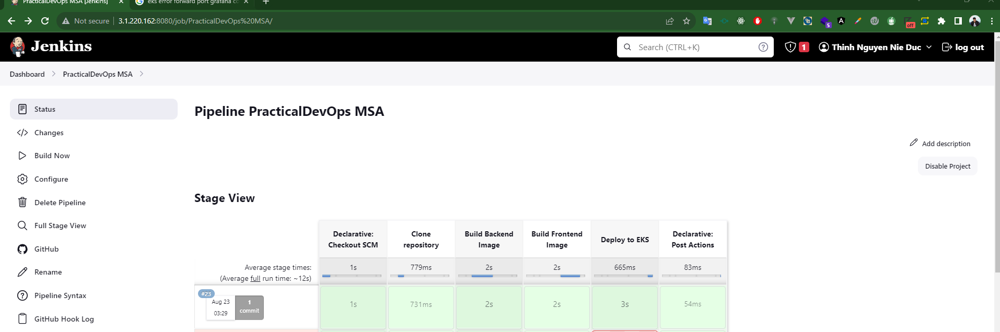 PracticalDevOps MSA [Jenkins]
eks error forward port grafana co
Not secure
3.1.220.162:8080/job/PracticalDevOps%20MSA/
5
off
Jenkins
Search (CTRL+K)
1
Thinh Nguyen Nie Duc
log out
Dashboard
PracticalDevOps MSA
Status
Changes
Build Now
Configure
Delete Pipeline
Full Stage View
GitHub
Rename
Pipeline Syntax
GitHub Hook Log
Pipeline PracticalDevOps MSA
Add description
Disable Project
Stage View
Declarative: Checkout SCM
Clone repository
Build Backend Image
Build Frontend Image
Deploy to EKS
Declarative: Post Actions
Average stage times:
(Average full run time: ~12s)
1s
779ms
2s
2s
665ms
83ms
#23
Aug 23
03:29
1
commit
1s
731ms
2s
2s
3s
54ms